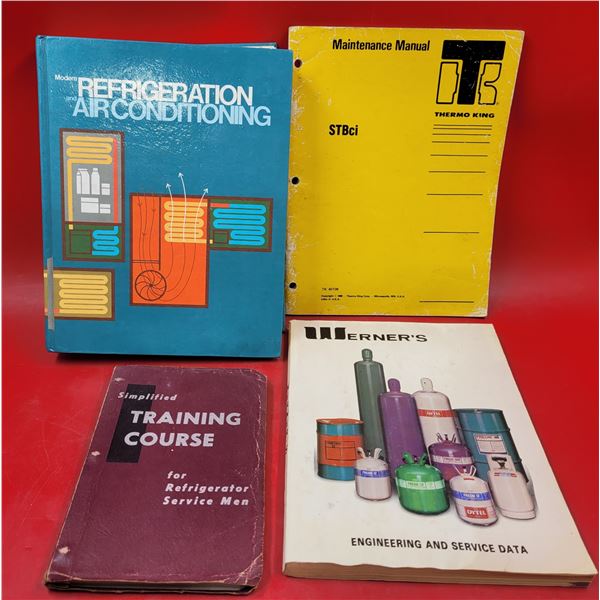 Modern
REFRIGERATION
AIR CONDITIONING
Maintenance Manual
THERMO KING
STBci
WERNER'S
ENGINEERING AND SERVICE DATA
Simplified
TRAINING
COURSE
for
Refrigerator
Service Men